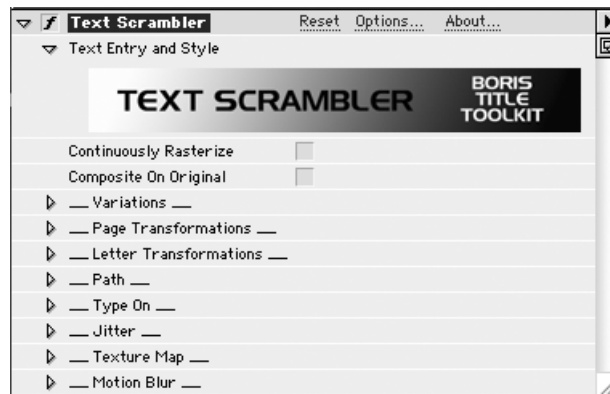 f Text Scrambler Reset Options... About...
Text Entry and Style
TEXT SCRAMBLER
BORIS
TITLE
TOOLKIT
Continuously Rasterize
Composite On Original
__ Variations __
__ Page Transformations __
__ Letter Transformations __
__ Path __
__ Type On __
__ Jitter __
__ Texture Map __
__ Motion Blur __